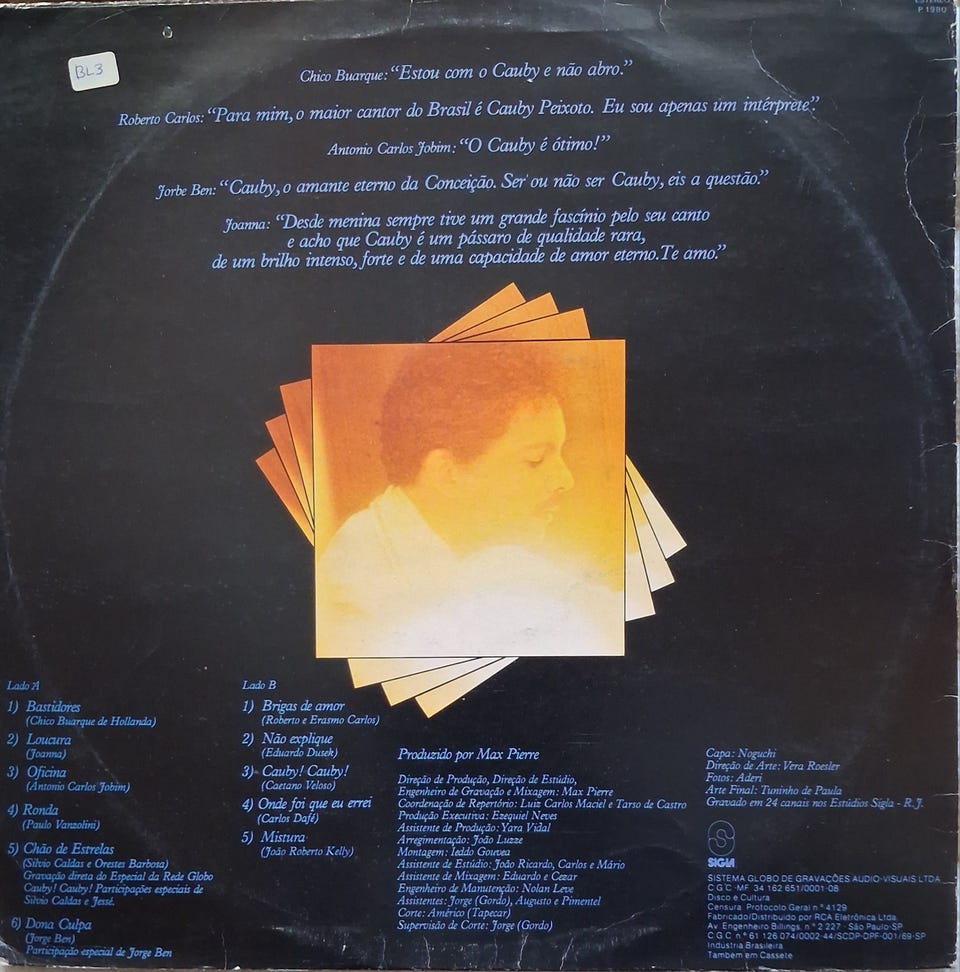 ESTÉREO
P 1980
BL3
Chico Buarque: “Estou com o Cauby e não abro.”
Roberto Carlos: “Para mim, o maior cantor do Brasil é Cauby Peixoto. Eu sou apenas um intérprete”.
Antonio Carlos Jobim: “O Cauby é ótimo!”
Jorbe Ben: “Cauby, o amante eterno da Conceição. Ser ou não ser Cauby, eis a questão.”
Joanna: “Desde menina sempre tive um grande fascínio pelo seu canto
e acho que Cauby é um pássaro de qualidade rara,
de um brilho intenso, forte e de uma capacidade de amor eterno. Te amo.”
Lado A
1) Bastidores
(Chico Buarque de Hollanda)
2) Loucura
(Joanna)
3) Oficina
(Antonio Carlos Jobim)
4) Ronda
(Paulo Vanzolini)
5) Chão de Estrelas
(Silvio Caldas e Orestes Barbosa)
Gravação direta do Especial da Rede Globo
Cauby! Cauby! Participações especiais de
Silvio Caldas e Jessé.
6) Dona Culpa
(Jorge Ben)
Participação especial de Jorge Ben
Lado B
1) Brigas de amor
(Roberto e Erasmo Carlos)
2) Não explique
(Eduardo Dusek)
3) Cauby! Cauby!
(Caetano Veloso)
4) Onde foi que eu errei
(Carlos Dafé)
5) Mistura
(João Roberto Kelly)
Produzido por Max Pierre
Direção de Produção, Direção de Estúdio,
Engenheiro de Gravação e Mixagem: Max Pierre
Coordenação de Repertório: Luiz Carlos Maciel e Tarso de Castro
Produção Executiva: Ezequiel Neves
Assistente de Produção: Yara Vidal
Arregimentação: João Luzze
Montagem: Ieddo Gouvea
Assistente de Estúdio: João Ricardo, Carlos e Mário
Assistente de Mixagem: Eduardo e Cezar
Engenheiro de Manutenção: Nolan Leve
Assistentes: Jorge (Gordo), Augusto e Pimentel
Corte: Américo (Tapecar)
Supervisão de Corte: Jorge (Gordo)
Capa: Noguchi
Direção de Arte: Vera Roesler
Fotos: Aderi
Arte Final: Tuninho de Paula
Gravado em 24 canais nos Estúdios Sigla - R.J.
SIGLA
SISTEMA GLOBO DE GRAVAÇÕES AUDIO-VISUAIS LTDA
C G C -MF 34 162 651/0001-08
Disco e Cultura
Censura Protocolo Geral nº 4129
Fabricado/Distribuido por RCA Eletrônica Ltda.
Av. Engenheiro Billings, nº 2 227 - São Paulo-SP
C G C nº 61 126 074/0002-44/SCDP-DPF-001/69-SP
Industria Brasileira
Tambem em Cassete